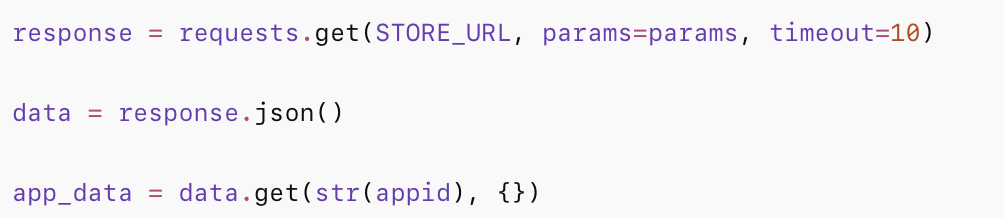 response = requests.get(STORE_URL, params=params, timeout=10)
data = response.json()
app_data = data.get(str(appid), {})